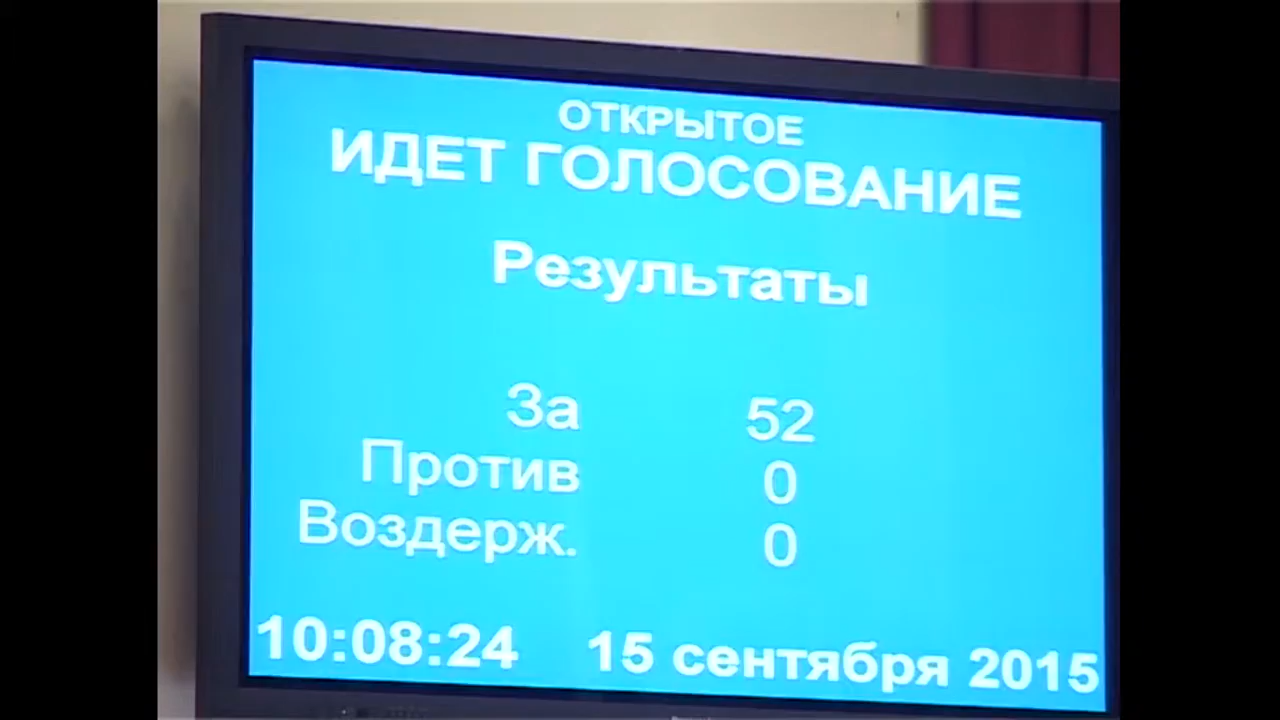 ОТКРЫТОЕ
ИДЕТ ГОЛОСОВАНИЕ
Результаты
За 52
Против 0
Воздерж. 0
10:08:24 15 сентября 2015